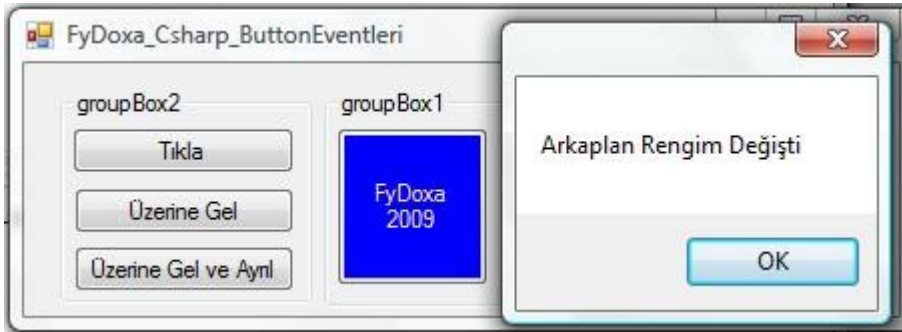 FyDoxa_Csharp_ButtonEventleri
groupBox2
Tıkla
Üzerine Gel
Üzerine Gel ve Ayrıl
groupBox1
FyDoxa
2009
Arkaplan Rengim Değişti
OK